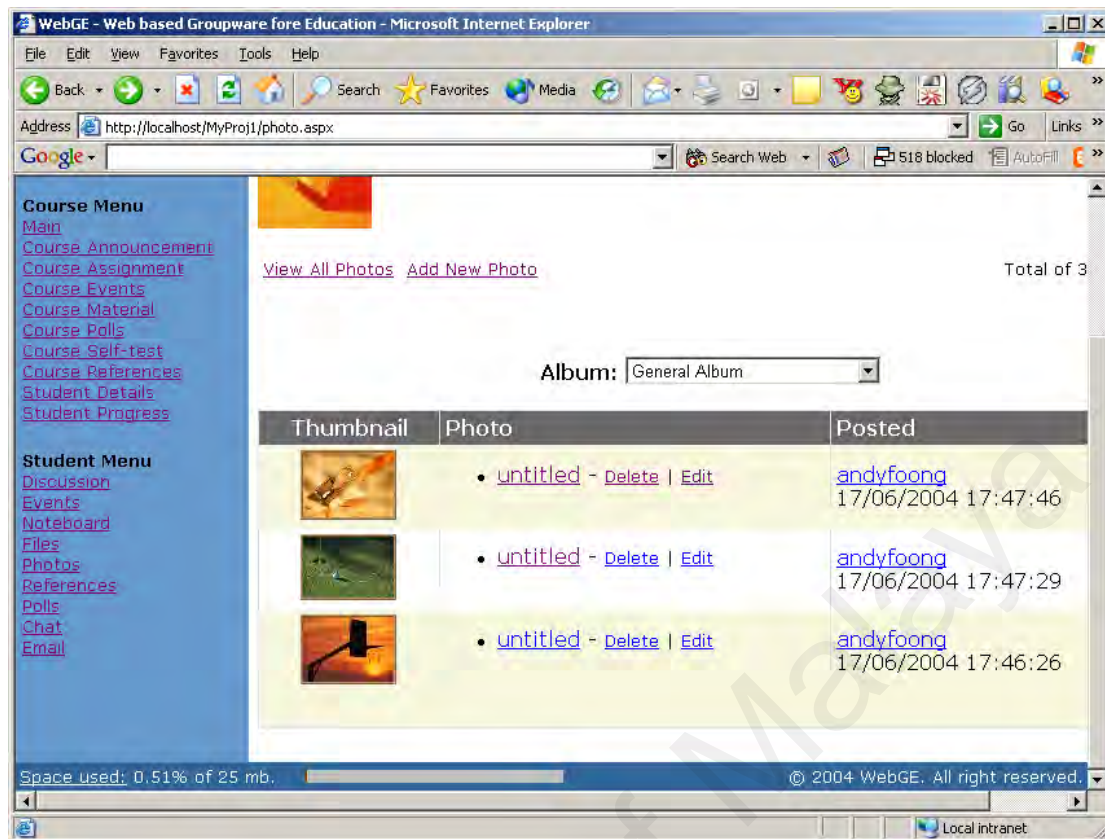 WebGE - Web based Groupware fore Education - Microsoft Internet Explorer
File Edit View Favorites Tools Help
Back Search Favorites Media
Address http://localhost/MyProj1/photo.aspx Go Links
Google Search Web 518 blocked AutoFill
Course Menu
Main
Course Announcement
Course Assignment
Course Events
Course Material
Course Polls
Course Self-test
Course References
Student Details
Student Progress
Student Menu
Discussion
Events
Noteboard
Files
Photos
References
Polls
Chat
Email
View All Photos Add New Photo Total of 3
Album: General Album
Thumbnail Photo Posted
• untitled - Delete | Edit andyfoong
17/06/2004 17:47:46
• untitled - Delete | Edit andyfoong
17/06/2004 17:47:29
• untitled - Delete | Edit andyfoong
17/06/2004 17:46:26
Space used: 0.51% of 25 mb. © 2004 WebGE. All right reserved.
Local intranet
of Malaya